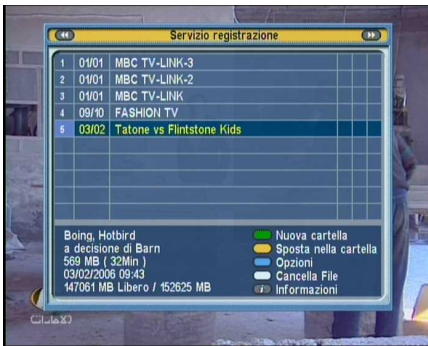 Servizio registrazione
1 01/01 MBC TV-LINK-3
2 01/01 MBC TV-LINK-2
3 01/01 MBC TV-LINK
4 09/10 FASHION TV
5 03/02 Tatone vs Flintstone Kids
Boing, Hotbird
a decisione di Barn
569 MB ( 32Min )
03/02/2006 09:43
147061 MB Libero / 152625 MB
Nuova cartella
Sposta nella cartella
Opzioni
Cancella File
i Informazioni